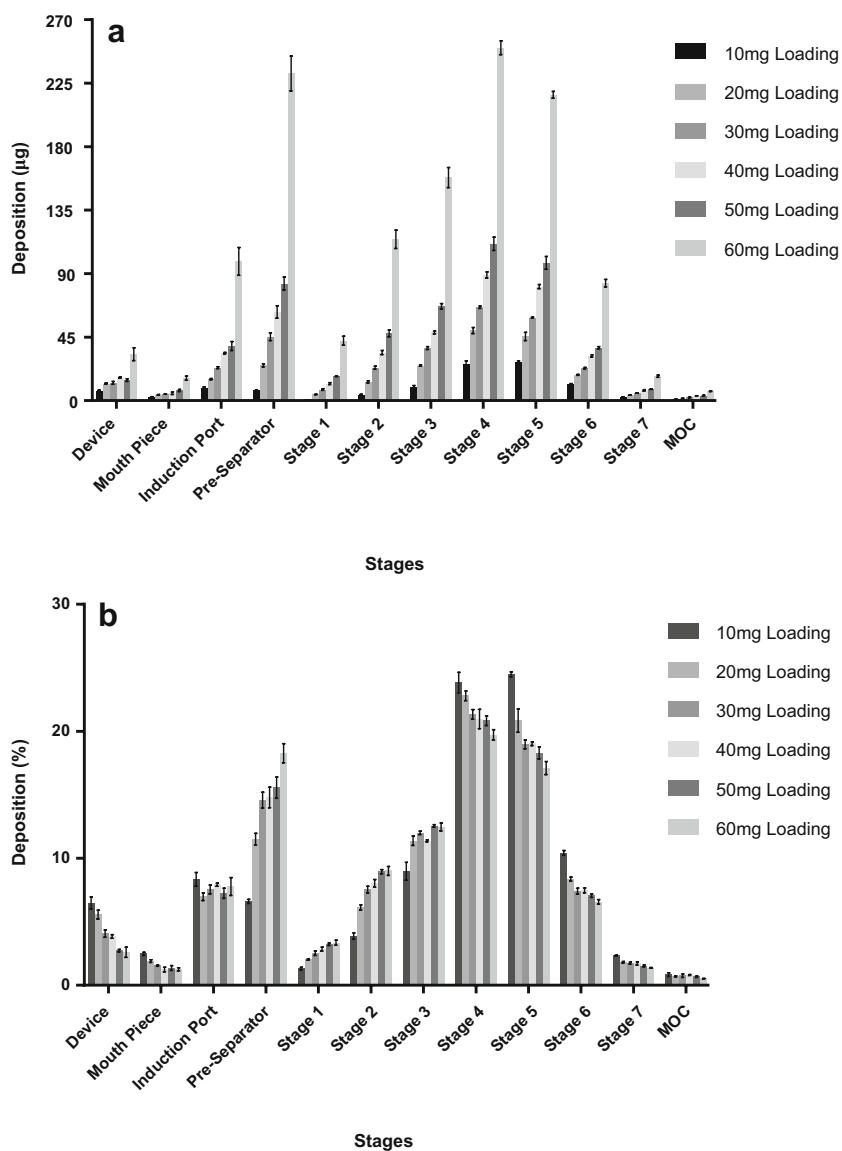 a
270
225
180
135
90
45
0
Deposition (µg)
10mg Loading
20mg Loading
30mg Loading
40mg Loading
50mg Loading
60mg Loading
Device
Mouth Piece
Induction Port
Pre-Separator
Stage 1
Stage 2
Stage 3
Stage 4
Stage 5
Stage 6
Stage 7
MOC
Stages
b
30
20
10
0
Deposition (%)
10mg Loading
20mg Loading
30mg Loading
40mg Loading
50mg Loading
60mg Loading
Device
Mouth Piece
Induction Port
Pre-Separator
Stage 1
Stage 2
Stage 3
Stage 4
Stage 5
Stage 6
Stage 7
MOC
Stages